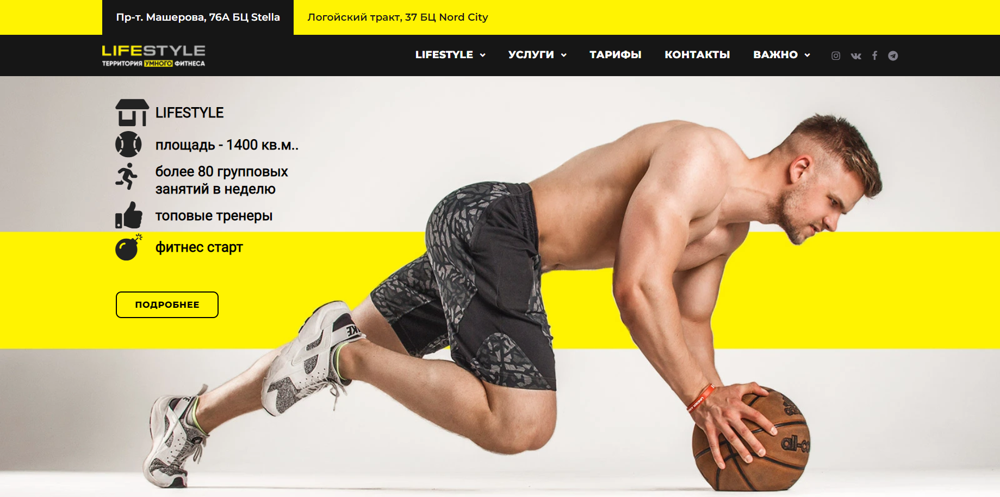 Пр-т. Машерова, 76А БЦ Stella
Логойский тракт, 37 БЦ Nord City
LIFESTYLE
ТЕРРИТОРИЯ УМНОГО ФИТНЕСА
LIFESTYLE
УСЛУГИ
ТАРИФЫ
КОНТАКТЫ
ВАЖНО
LIFESTYLE
площадь - 1400 кв.м..
более 80 групповых
занятий в неделю
топовые тренеры
фитнес старт
ПОДРОБНЕЕ